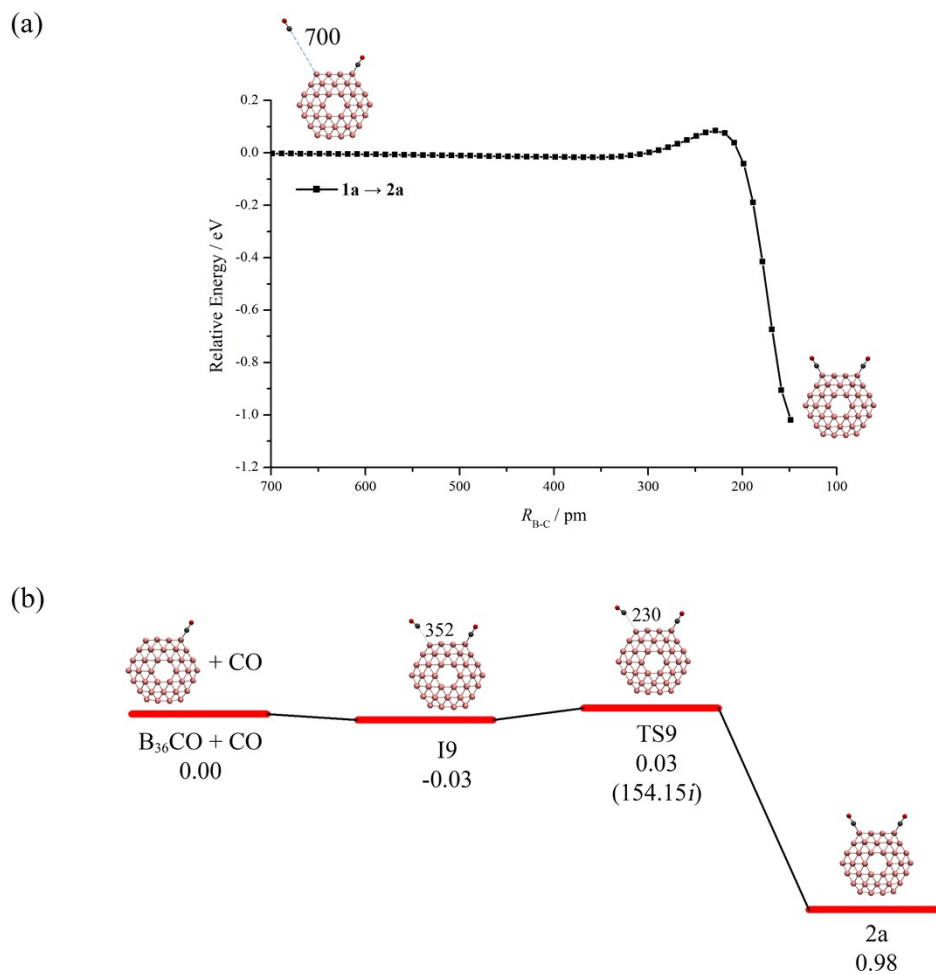 (a)
700
0.2
0.0
-0.2
-0.4
-0.6
-0.8
-1.0
-1.2
Relative Energy / eV
1a → 2a
700 600 500 400 300 200 100
R_B-C / pm
(b)
+ CO
352
230
B₃₆CO + CO
0.00
I9
-0.03
TS9
0.03
(154.15i)
2a
0.98